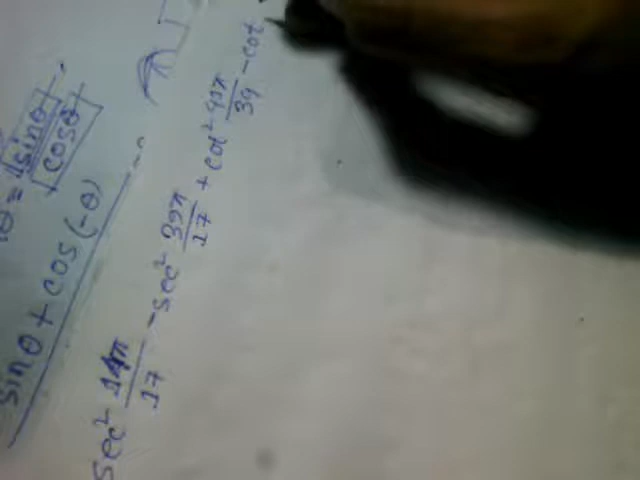 θ = sinθ / cosθ
sinθ + cos(-θ)
sec² 14π/17 - sec² 39π/17 + cot² 41π/34 - cot